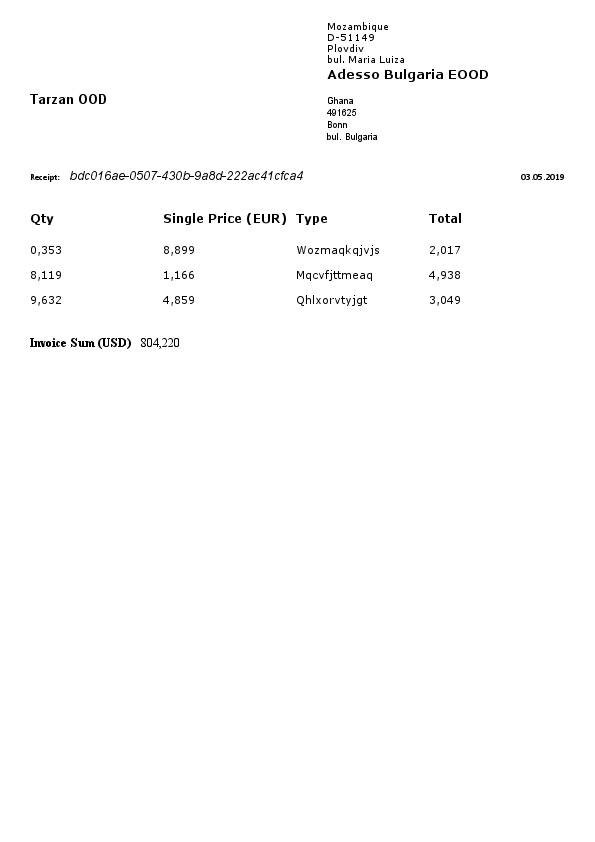 Mozambique
D-51149
Plovdiv
bul. Maria Luiza
Adesso Bulgaria EOOD
Tarzan OOD
Ghana
491625
Bonn
bul. Bulgaria
Receipt: bdc016ae-0507-430b-9a8d-222ac41cfca4 03.05.2019
Qty Single Price (EUR) Type Total
0,353 8,899 Wozmaqkqjvjs 2,017
8,119 1,166 Mqcvfjttmeaq 4,938
9,632 4,859 Qhlxorvtyjgt 3,049
Invoice Sum (USD) 804,220